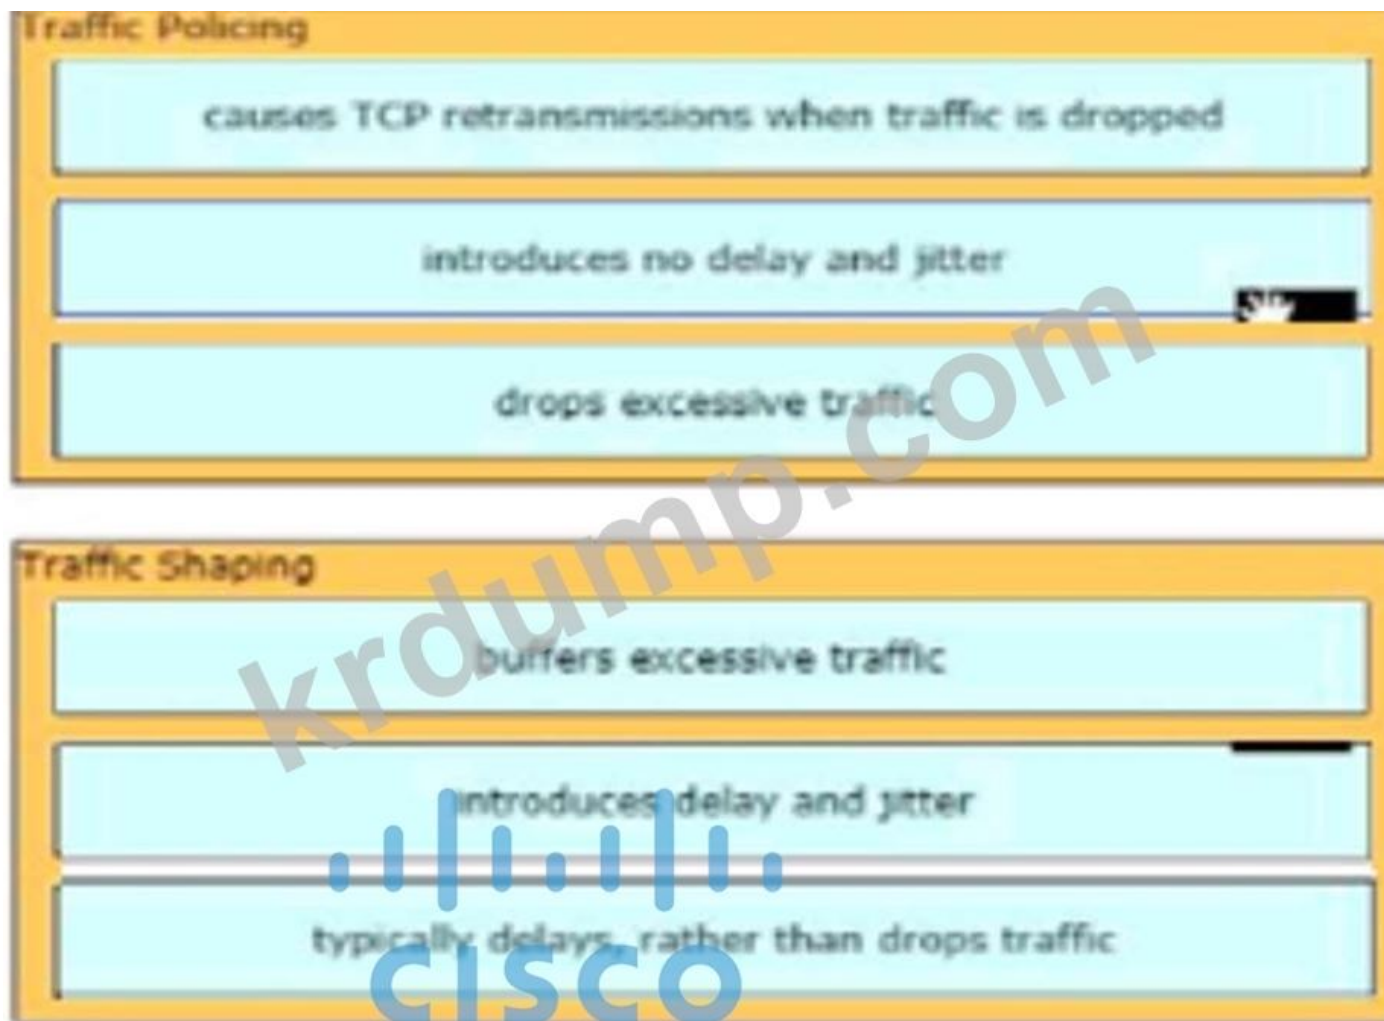 Traffic Policing
causes TCP retransmissions when traffic is dropped
introduces no delay and jitter
drops excessive traffic
krdump.com
Traffic Shaping
buffers excessive traffic
introduces delay and jitter
typically delays, rather than drops traffic
CISCO